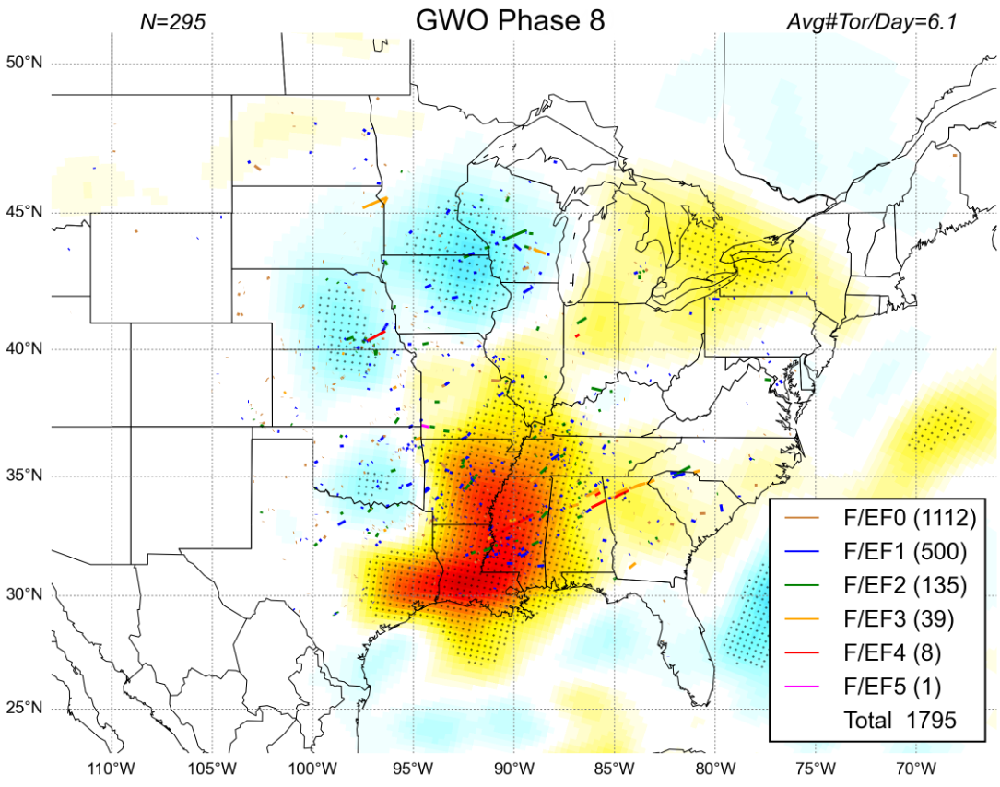 N=295
GWO Phase 8
Avg#Tor/Day=6.1
50°N
45°N
40°N
35°N
30°N
25°N
F/EF0 (1112)
F/EF1 (500)
F/EF2 (135)
F/EF3 (39)
F/EF4 (8)
F/EF5 (1)
Total 1795
110°W 105°W 100°W 95°W 90°W 85°W 80°W 75°W 70°W